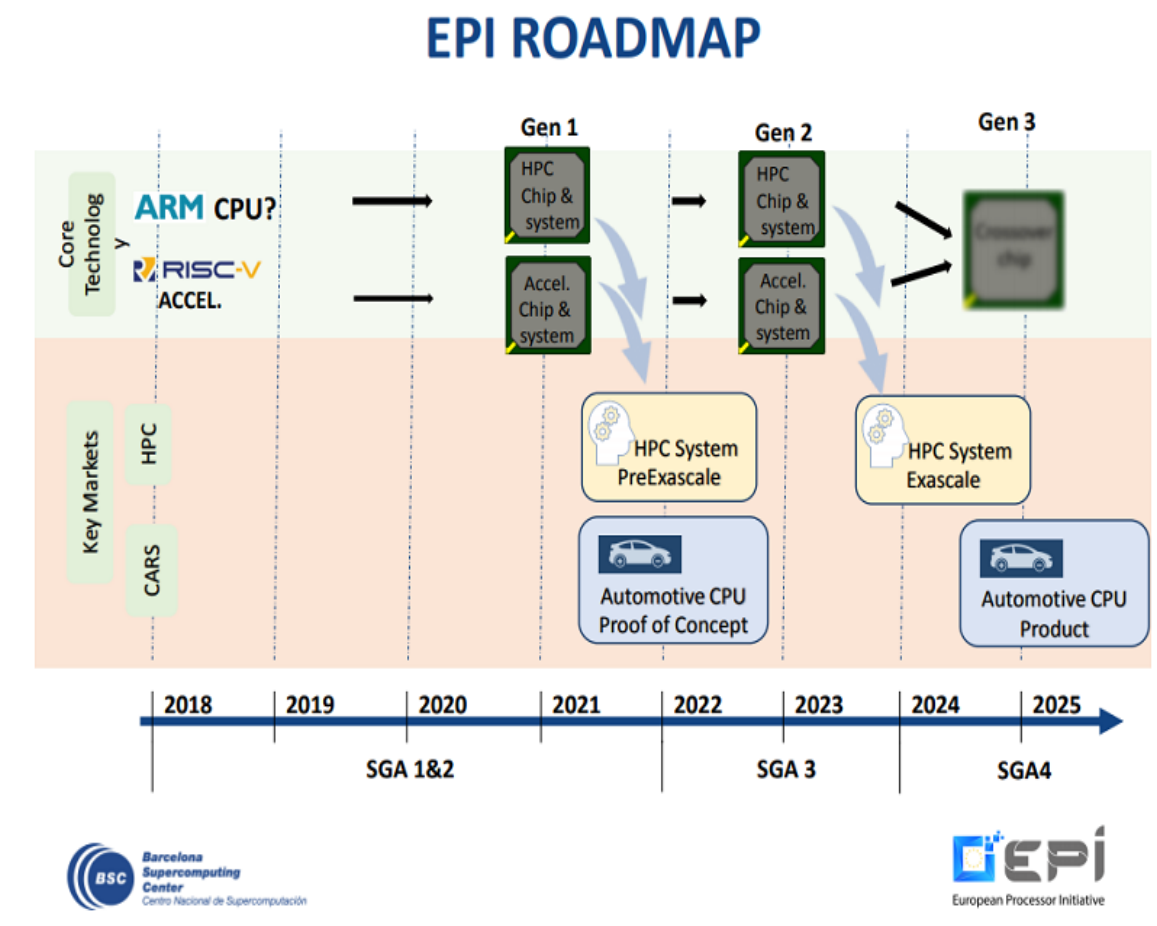 EPI ROADMAP
Gen 1
Gen 2
Gen 3
Core
Technolog
y
ARM CPU?
RISC-V
ACCEL.
HPC
Chip &
system
Accel.
Chip &
system
HPC
Chip &
system
Accel.
Chip &
system
Crossover
chip
Key Markets
HPC
CARS
HPC System
PreExascale
HPC System
Exascale
Automotive CPU
Proof of Concept
Automotive CPU
Product
2018
2019
2020
2021
2022
2023
2024
2025
SGA 1&2
SGA 3
SGA4
BSC
Barcelona
Supercomputing
Center
Centro Nacional de Supercomputación
EPI
European Processor Initiative